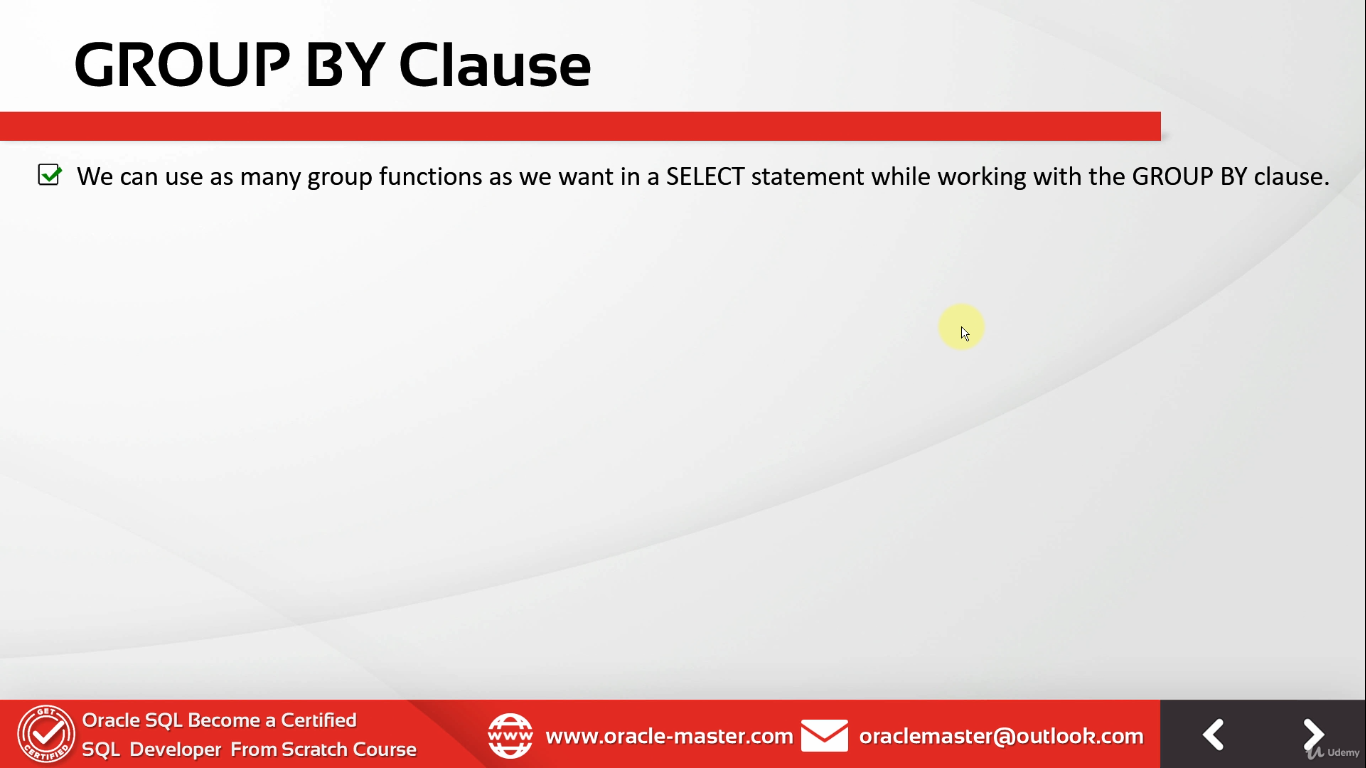 GROUP BY Clause
We can use as many group functions as we want in a SELECT statement while working with the GROUP BY clause.
GET
CERTIFIED
Oracle SQL Become a Certified
SQL Developer From Scratch Course
WWW
www.oracle-master.com
oraclemaster@outlook.com
Udemy